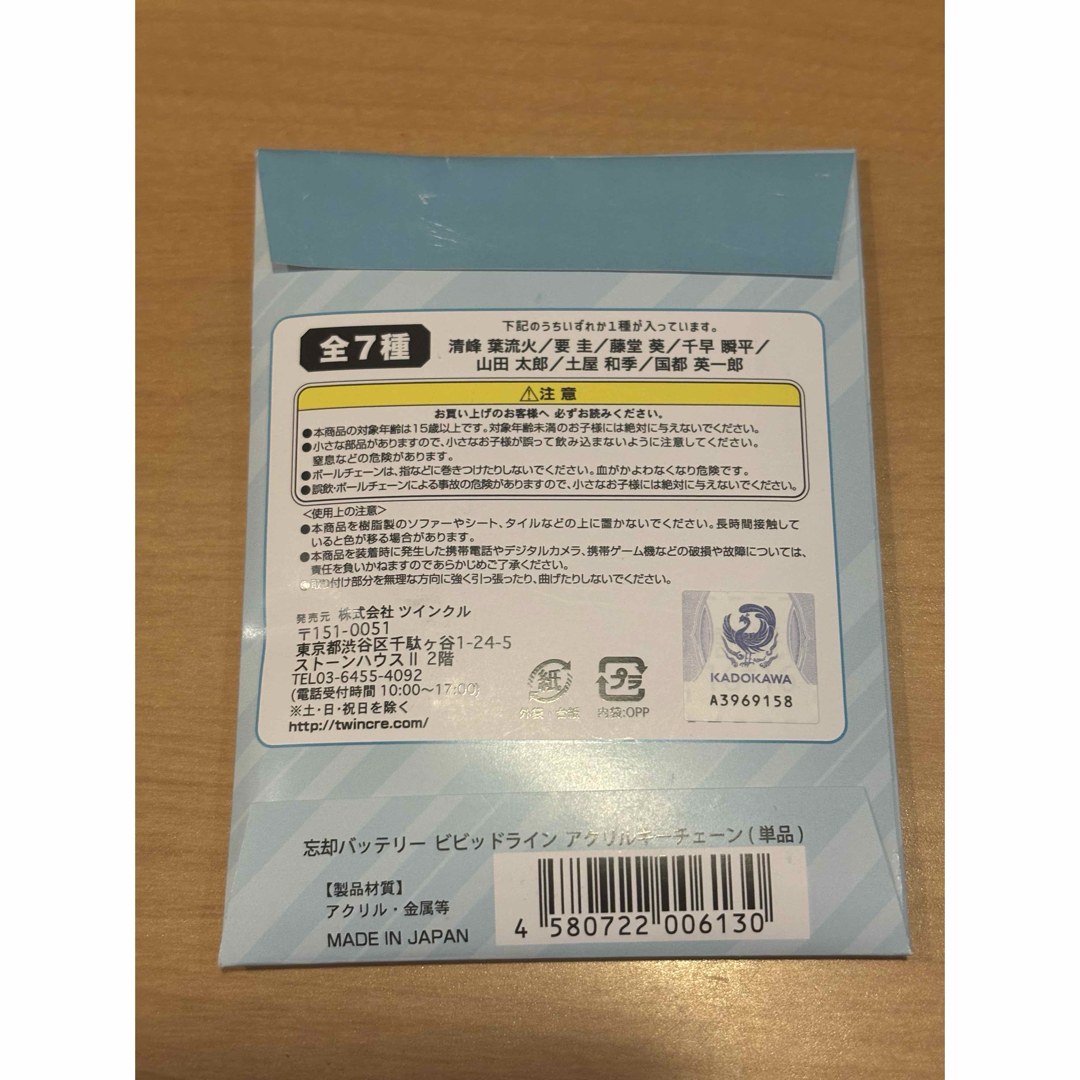 全7種
下記のうちいずれか1種が入っています。
清峰 葉流火/要 圭/藤堂 葵/千早 瞬平/
山田 太郎/土屋 和季/国都 英一郎
⚠注意
お買い上げのお客様へ 必ずお読みください。
●本商品の対象年齢は15歳以上です。対象年齢未満のお子様には絶対に与えないでください。
●小さな部品がありますので、小さなお子様が誤って飲み込まないように注意してください。
窒息などの危険があります。
●ボールチェーンは、指などに巻きつけたりしないでください。血がかよわなくなり危険です。
●誤飲・ボールチェーンによる事故の危険がありますので、小さなお子様には絶対に与えないでください。
<使用上の注意>
●本商品を樹脂製のソファーやシート、タイルなどの上に置かないでください。長時間接触して
いると色が移る場合があります。
●本商品を装着時に発生した携帯電話やデジタルカメラ、携帯ゲーム機などの破損や故障については、
責任を負いかねますのであらかじめご了承ください。
●取り付け部分を無理な方向に強く引っ張ったり、曲げたりしないでください。
発売元 株式会社 ツインクル
〒151-0051
東京都渋谷区千駄ヶ谷1-24-5
ストーンハウスⅡ 2階
TEL03-6455-4092
(電話受付時間 10:00〜17:00)
※土・日・祝日を除く
http://twincre.com/
紙
外袋・台紙
プラ
内袋:OPP
KADOKAWA
A3969158
忘却バッテリー ビビッドライン アクリルキーチェーン(単品)
【製品材質】
アクリル・金属等
MADE IN JAPAN
4 580722 006130